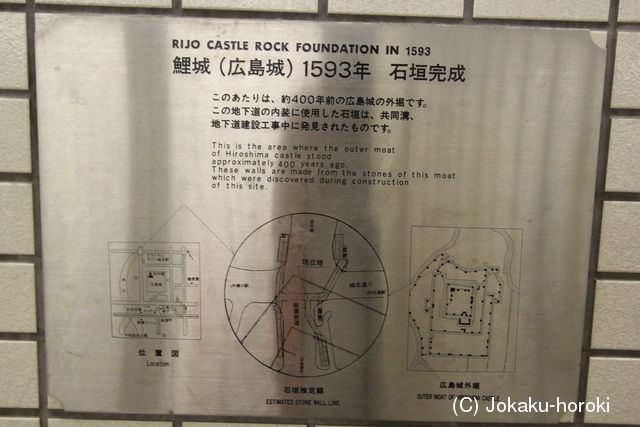 RIJO CASTLE ROCK FOUNDATION IN 1593
鯉城（広島城）1593年 石垣完成
このあたりは、約400年前の広島城の外堀です。
この地下道の内装に使用した石垣は、共同溝、
地下道建設工事中に発見されたものです。
This is the area where the outer moat
of Hiroshima castle stood
approximately 400 years ago.
These walls are made from the stones of this moat
which were discovered during construction
of this site.
現在地
城北通り
広島城
位置図
Location
石垣推定線
ESTIMATED STONE WALL LINE.
広島城外堀
OUTER MOAT OF CASTLE
(C) Jokaku-horoki